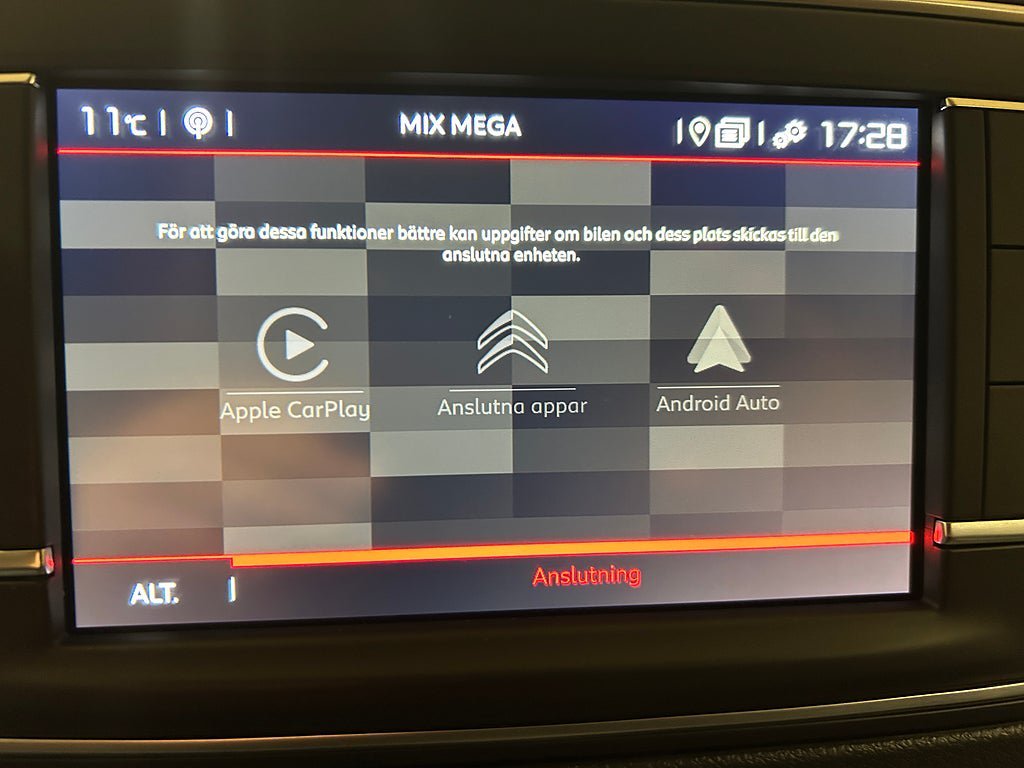 11°C MIX MEGA 17:28
För att göra dessa funktioner bättre kan uppgifter om bilen och dess plats skickas till den
anslutna enheten.
Apple CarPlay Anslutna appar Android Auto
ALT. Anslutning